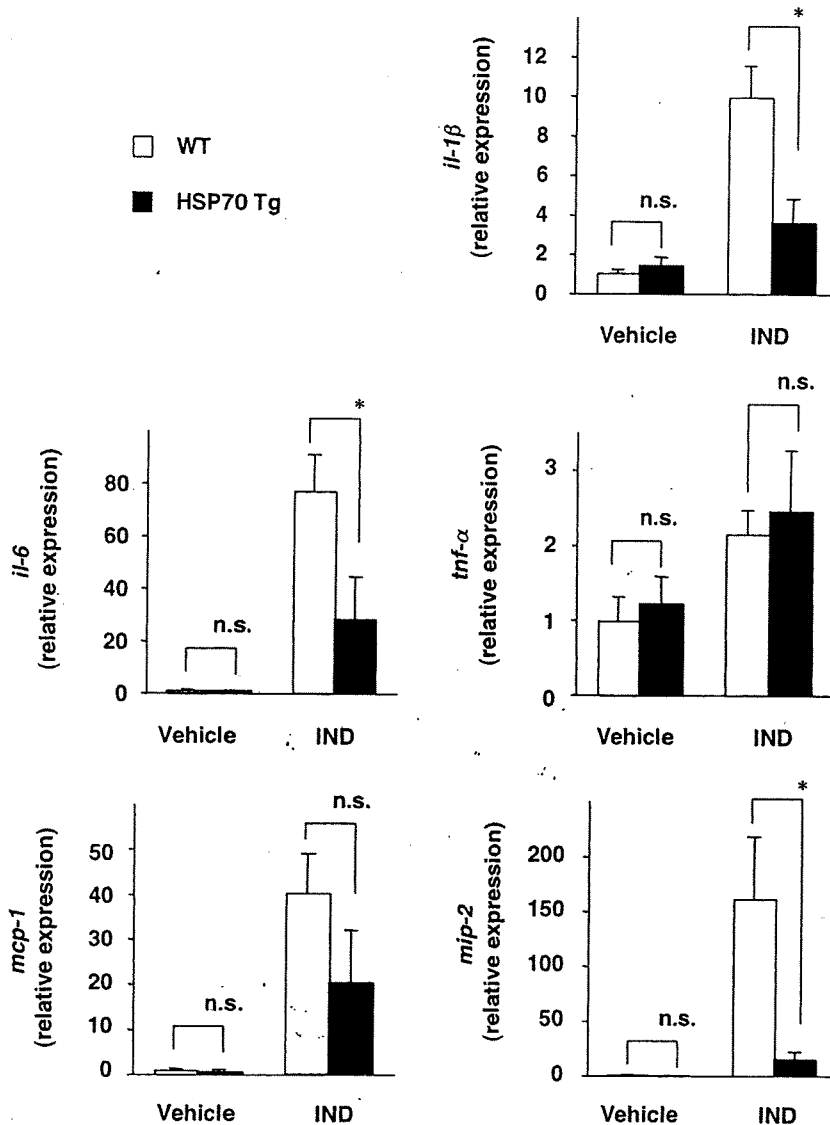 WT
HSP70 Tg
il-1β
(relative expression)
12
10
8
6
4
2
0
n.s.
*
Vehicle IND
il-6
(relative expression)
80
60
40
20
0
n.s.
*
Vehicle IND
tnf-α
(relative expression)
3
2
1
0
n.s.
n.s.
Vehicle IND
mcp-1
(relative expression)
50
40
30
20
10
0
n.s.
n.s.
Vehicle IND
mip-2
(relative expression)
200
150
100
50
0
n.s.
*
Vehicle IND